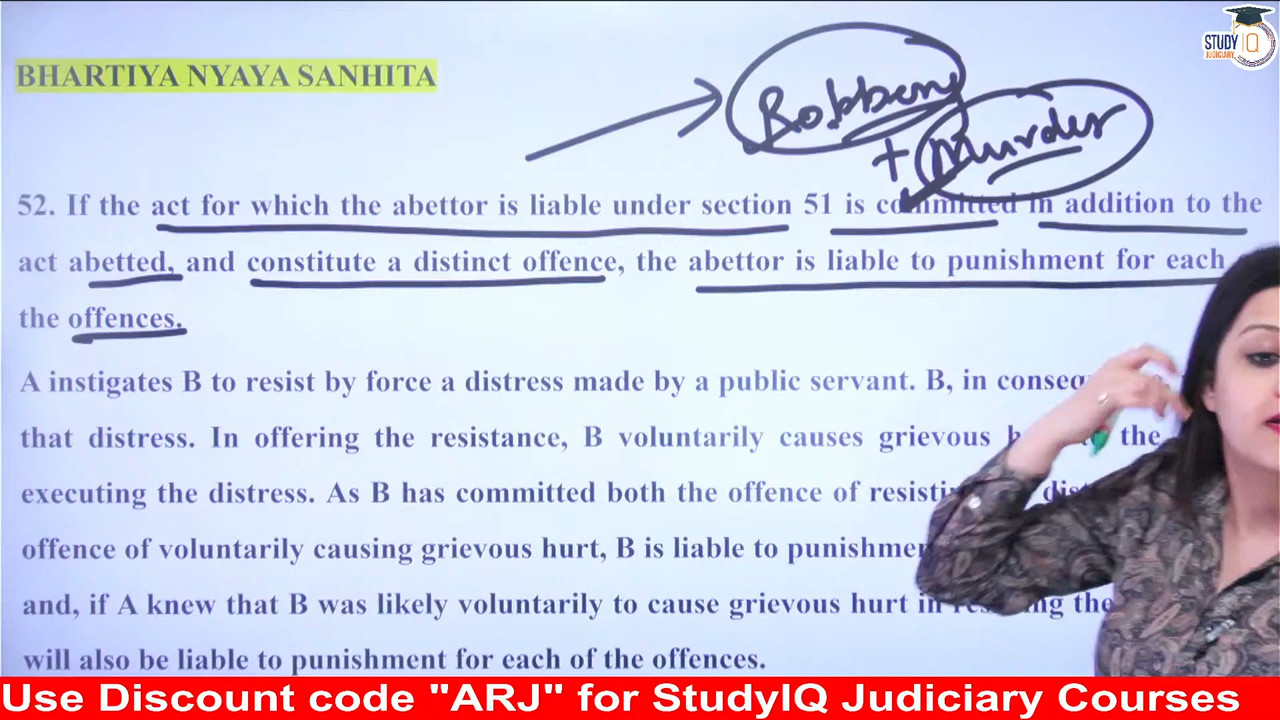 STUDY IQ
JUDICIARY
BHARTIYA NYAYA SANHITA
Robbery
+ Murder
52. If the act for which the abettor is liable under section 51 is committed in addition to the
act abetted, and constitute a distinct offence, the abettor is liable to punishment for each
the offences.
A instigates B to resist by force a distress made by a public servant. B, in
that distress. In offering the resistance, B voluntarily causes grievous the
executing the distress. As B has committed both the offence of
offence of voluntarily causing grievous hurt, B is liable to
and, if A knew that B was likely voluntarily to cause grievous hurt in the
will also be liable to punishment for each of the offences.
Use Discount code "ARJ" for StudyIQ Judiciary Courses